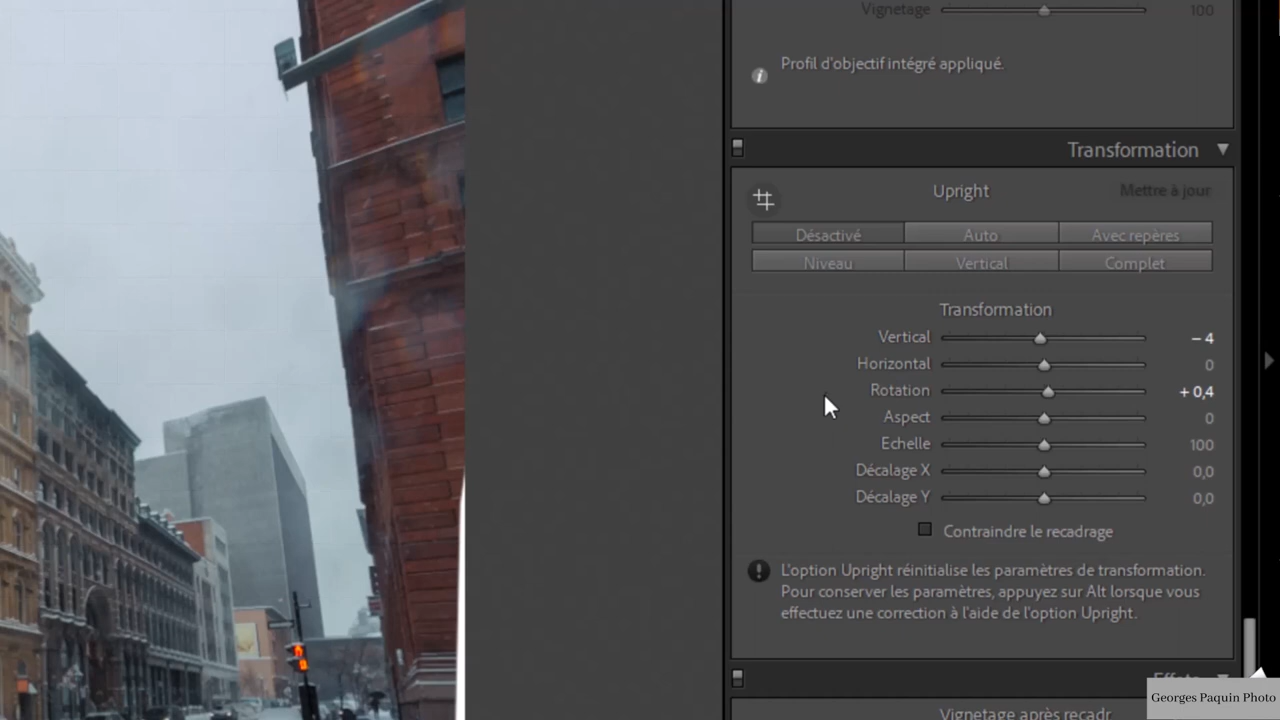 Vignetage 100
Profil d'objectif intégré appliqué.
Transformation
Upright Mettre à jour
Désactivé Auto Avec repères
Niveau Vertical Complet
Transformation
Vertical – 4
Horizontal 0
Rotation + 0,4
Aspect 0
Echelle 100
Décalage X 0,0
Décalage Y 0,0
Contraindre le recadrage
L'option Upright réinitialise les paramètres de transformation.
Pour conserver les paramètres, appuyez sur Alt lorsque vous
effectuez une correction à l'aide de l'option Upright.
Georges Paquin Photo
Vignetage après recadr